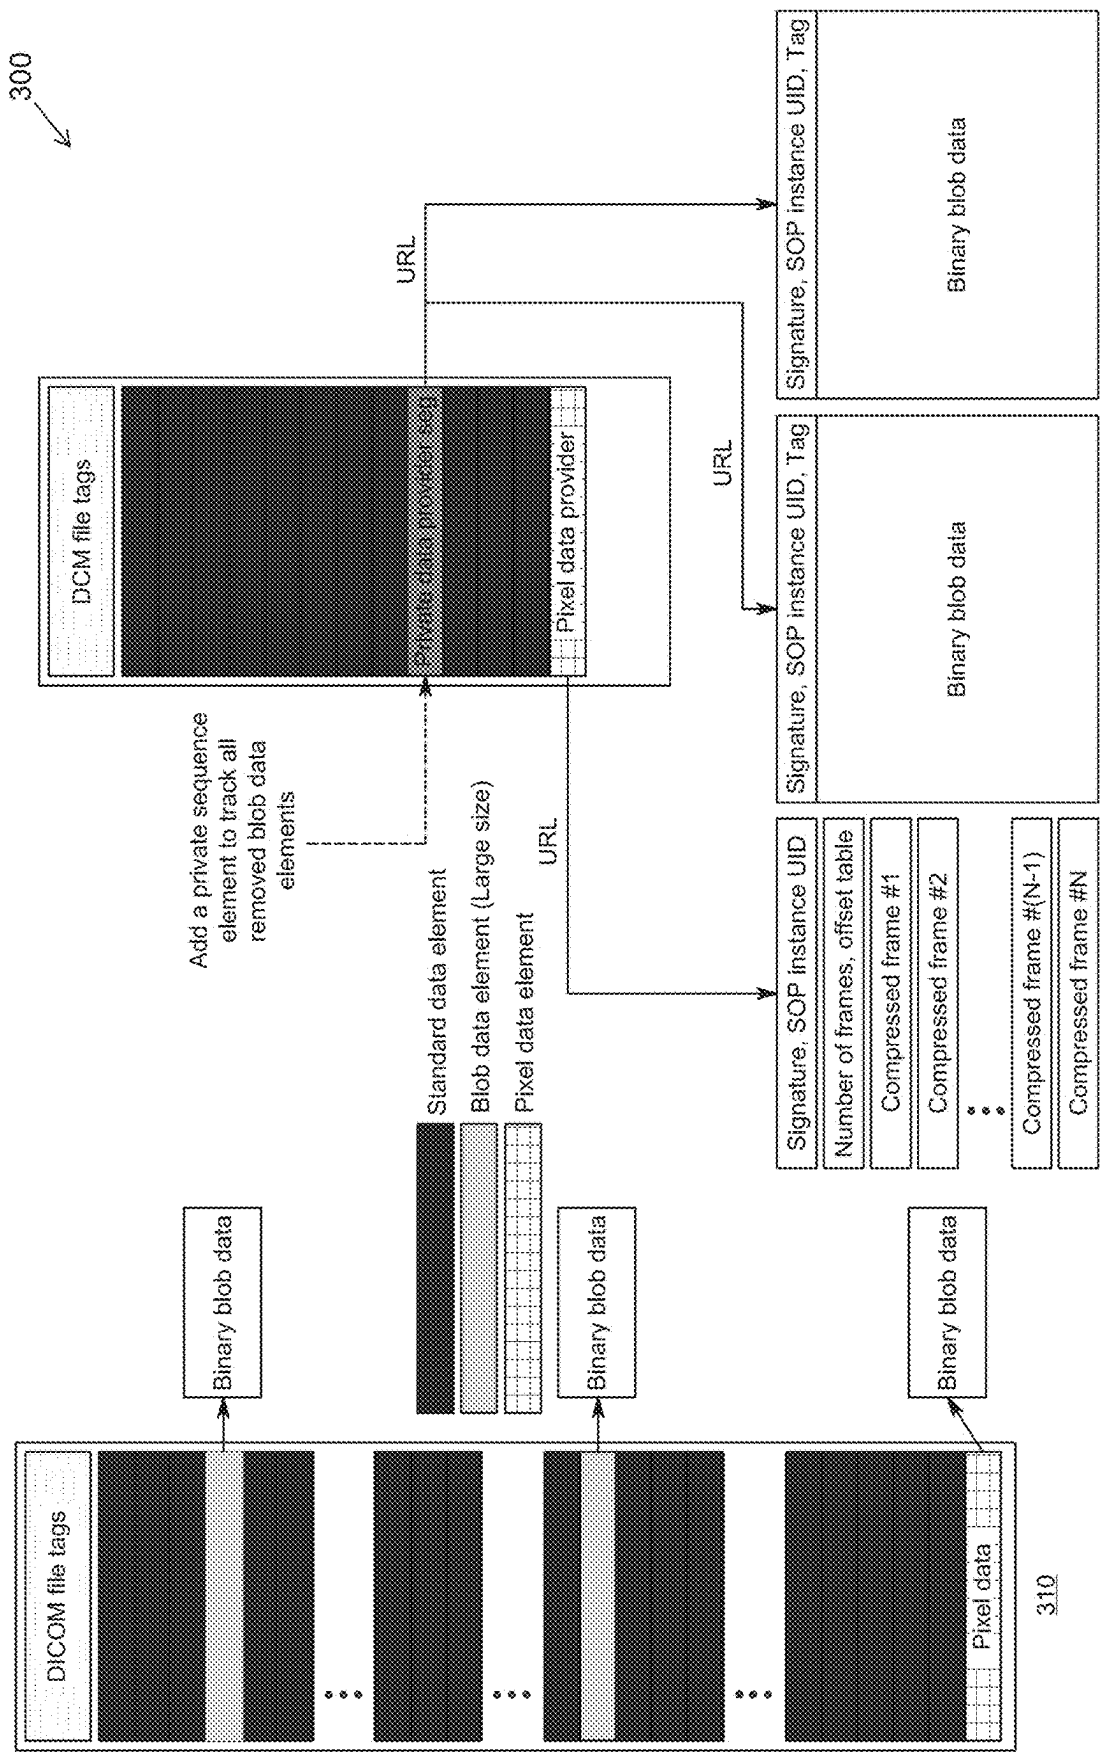 300
DICOM file tags
Binary blob data
Binary blob data
Pixel data
Binary blob data
310
Standard data element
Blob data element (Large size)
Pixel data element
Add a private sequence
element to track all
removed blob data
elements
DCM file tags
Private data provider seq
Pixel data provider
URL
URL
URL
Signature, SOP instance UID
Number of frames, offset table
Compressed frame #1
Compressed frame #2
Compressed frame #(N-1)
Compressed frame #N
Signature, SOP instance UID, Tag
Binary blob data
Signature, SOP instance UID, Tag
Binary blob data